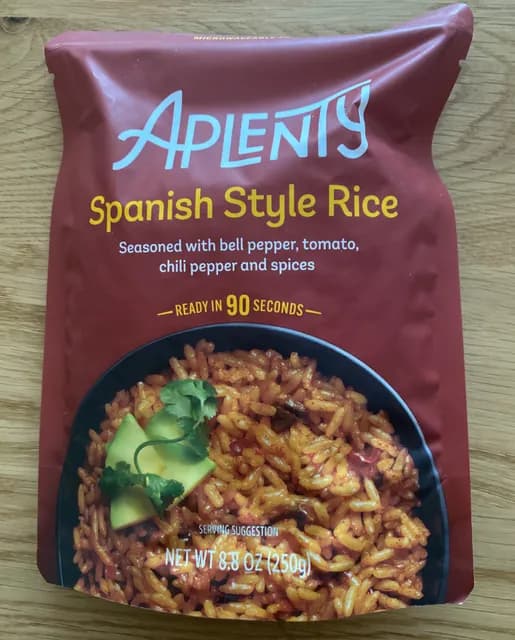 APLENTY
Spanish Style Rice
Seasoned with bell pepper, tomato,
chili pepper and spices
READY IN 90 SECONDS
SERVING SUGGESTION
NET WT 8.8 OZ (250g)